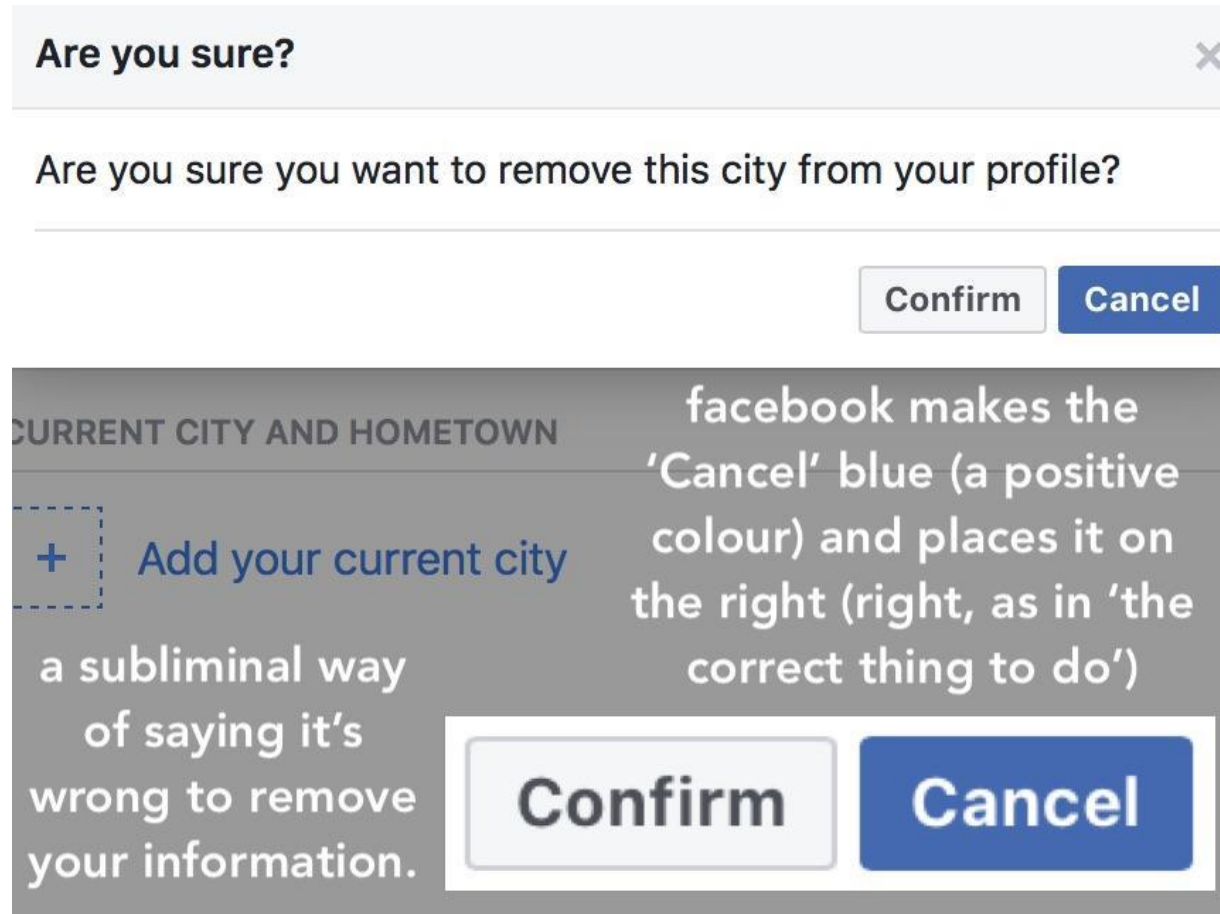 Are you sure? ×
Are you sure you want to remove this city from your profile?
Confirm Cancel
CURRENT CITY AND HOMETOWN
+ Add your current city
facebook makes the
‘Cancel’ blue (a positive
colour) and places it on
the right (right, as in ‘the
correct thing to do’)
a subliminal way
of saying it’s
wrong to remove
your information.
Confirm Cancel